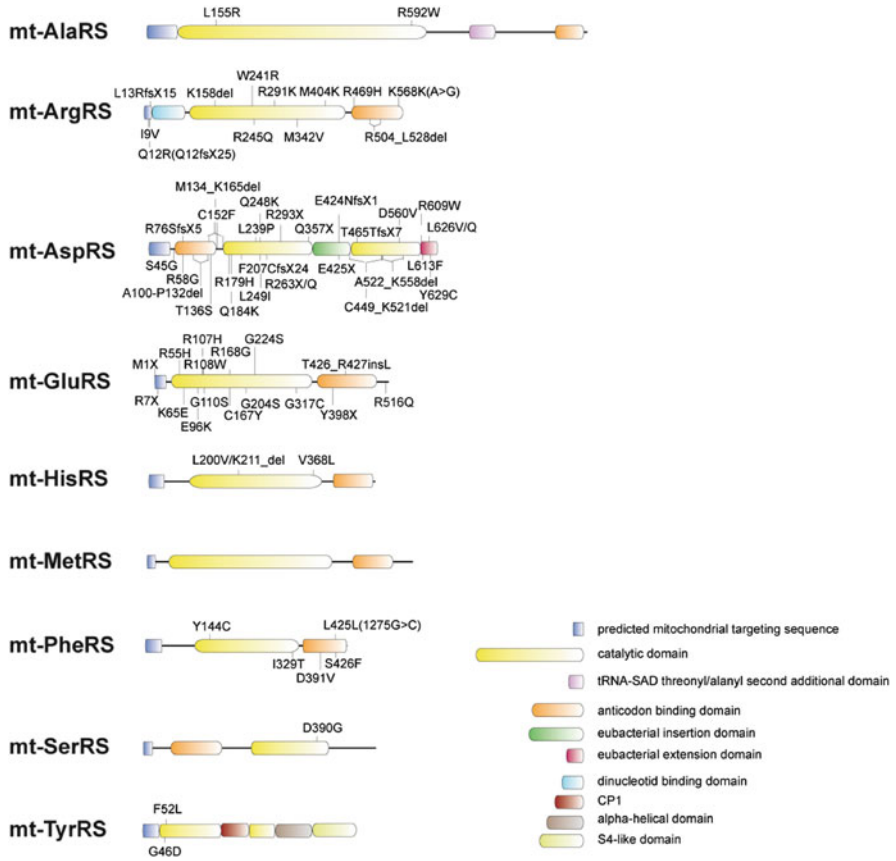 L155R R592W
mt-AlaRS
W241R
L13RfsX15 K158del R291K M404K R469H K568K(A>G)
mt-ArgRS
I9V R245Q M342V R504_L528del
Q12R(Q12fsX25)
M134_K165del
Q248K E424NfsX1 R609W
C152F R293X D560V
R76SfsX5 L239P Q357X T465TfsX7 L626V/Q
mt-AspRS
S45G F207CfsX24 E425X L613F
R58G R179H R263X/Q A522_K558del
A100-P132del L249I Y629C
T136S Q184K C449_K521del
R107H G224S
R55H R168G
M1X R108W T426_R427insL
mt-GluRS
R7X G110S G204S G317C R516Q
K65E C167Y Y398X
E96K
L200V/K211_del V368L
mt-HisRS
mt-MetRS
Y144C L425L(1275G>C)
mt-PheRS
I329T S426F
D391V
D390G
mt-SerRS
F52L
mt-TyrRS
G46D
predicted mitochondrial targeting sequence
catalytic domain
tRNA-SAD threonyl/alanyl second additional domain
anticodon binding domain
eubacterial insertion domain
eubacterial extension domain
dinucleotid binding domain
CP1
alpha-helical domain
S4-like domain